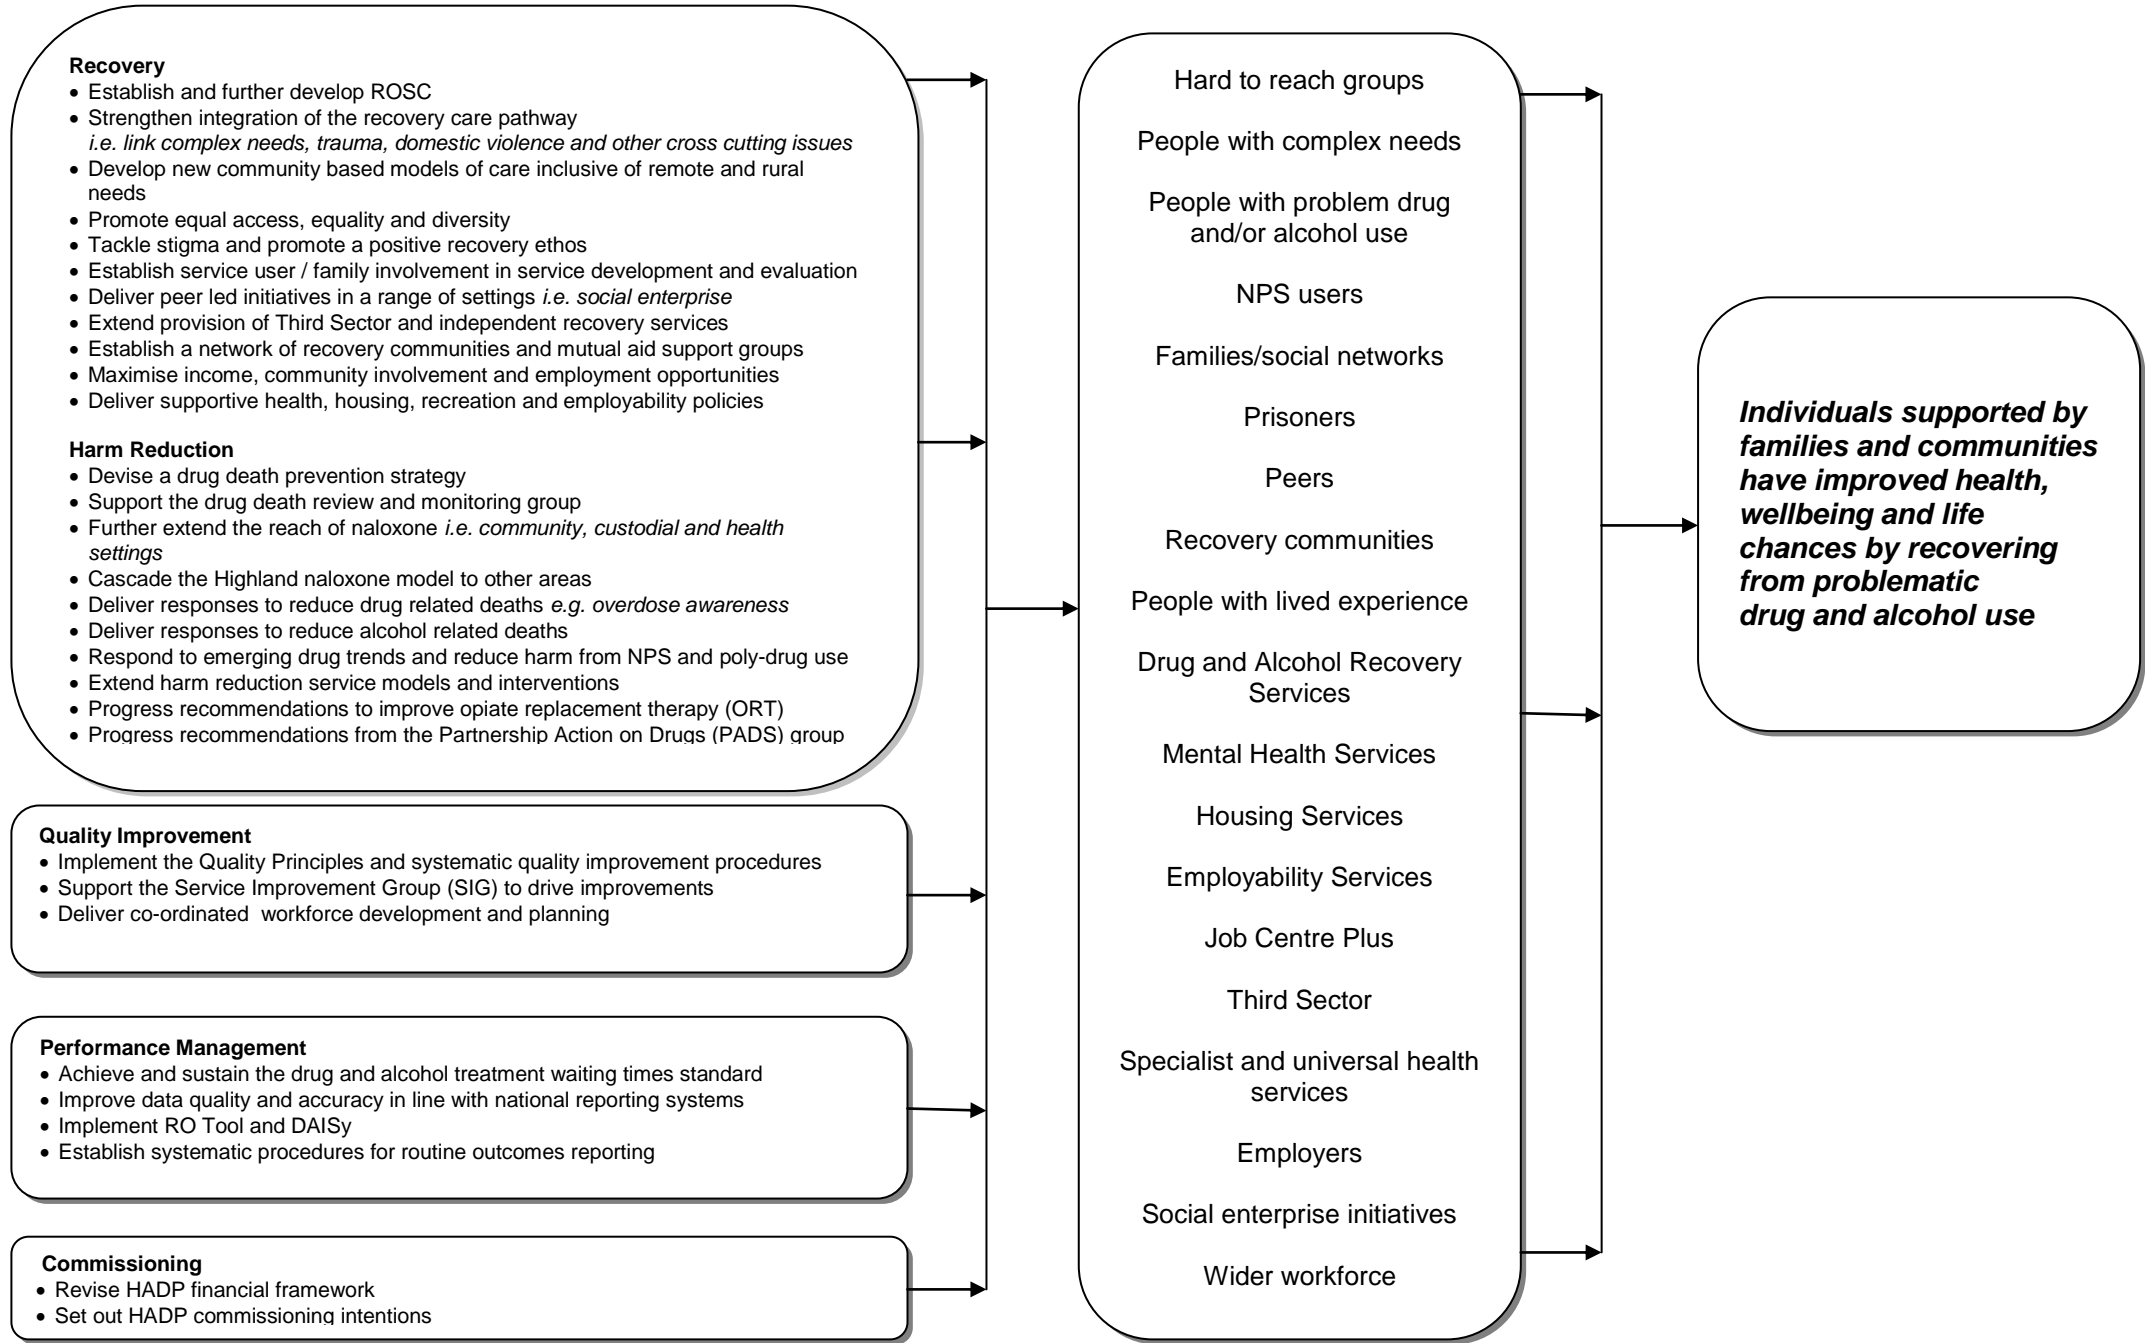 Recovery
• Establish and further develop ROSC
• Strengthen integration of the recovery care pathway
i.e. link complex needs, trauma, domestic violence and other cross cutting issues
• Develop new community based models of care inclusive of remote and rural
needs
• Promote equal access, equality and diversity
• Tackle stigma and promote a positive recovery ethos
• Establish service user / family involvement in service development and evaluation
• Deliver peer led initiatives in a range of settings i.e. social enterprise
• Extend provision of Third Sector and independent recovery services
• Establish a network of recovery communities and mutual aid support groups
• Maximise income, community involvement and employment opportunities
• Deliver supportive health, housing, recreation and employability policies
Harm Reduction
• Devise a drug death prevention strategy
• Support the drug death review and monitoring group
• Further extend the reach of naloxone i.e. community, custodial and health
settings
• Cascade the Highland naloxone model to other areas
• Deliver responses to reduce drug related deaths e.g. overdose awareness
• Deliver responses to reduce alcohol related deaths
• Respond to emerging drug trends and reduce harm from NPS and poly-drug use
• Extend harm reduction service models and interventions
• Progress recommendations to improve opiate replacement therapy (ORT)
• Progress recommendations from the Partnership Action on Drugs (PADS) group
Quality Improvement
• Implement the Quality Principles and systematic quality improvement procedures
• Support the Service Improvement Group (SIG) to drive improvements
• Deliver co-ordinated workforce development and planning
Performance Management
• Achieve and sustain the drug and alcohol treatment waiting times standard
• Improve data quality and accuracy in line with national reporting systems
• Implement RO Tool and DAISy
• Establish systematic procedures for routine outcomes reporting
Commissioning
• Revise HADP financial framework
• Set out HADP commissioning intentions
Hard to reach groups
People with complex needs
People with problem drug
and/or alcohol use
NPS users
Families/social networks
Prisoners
Peers
Recovery communities
People with lived experience
Drug and Alcohol Recovery
Services
Mental Health Services
Housing Services
Employability Services
Job Centre Plus
Third Sector
Specialist and universal health
services
Employers
Social enterprise initiatives
Wider workforce
Individuals supported by
families and communities
have improved health,
wellbeing and life
chances by recovering
from problematic
drug and alcohol use